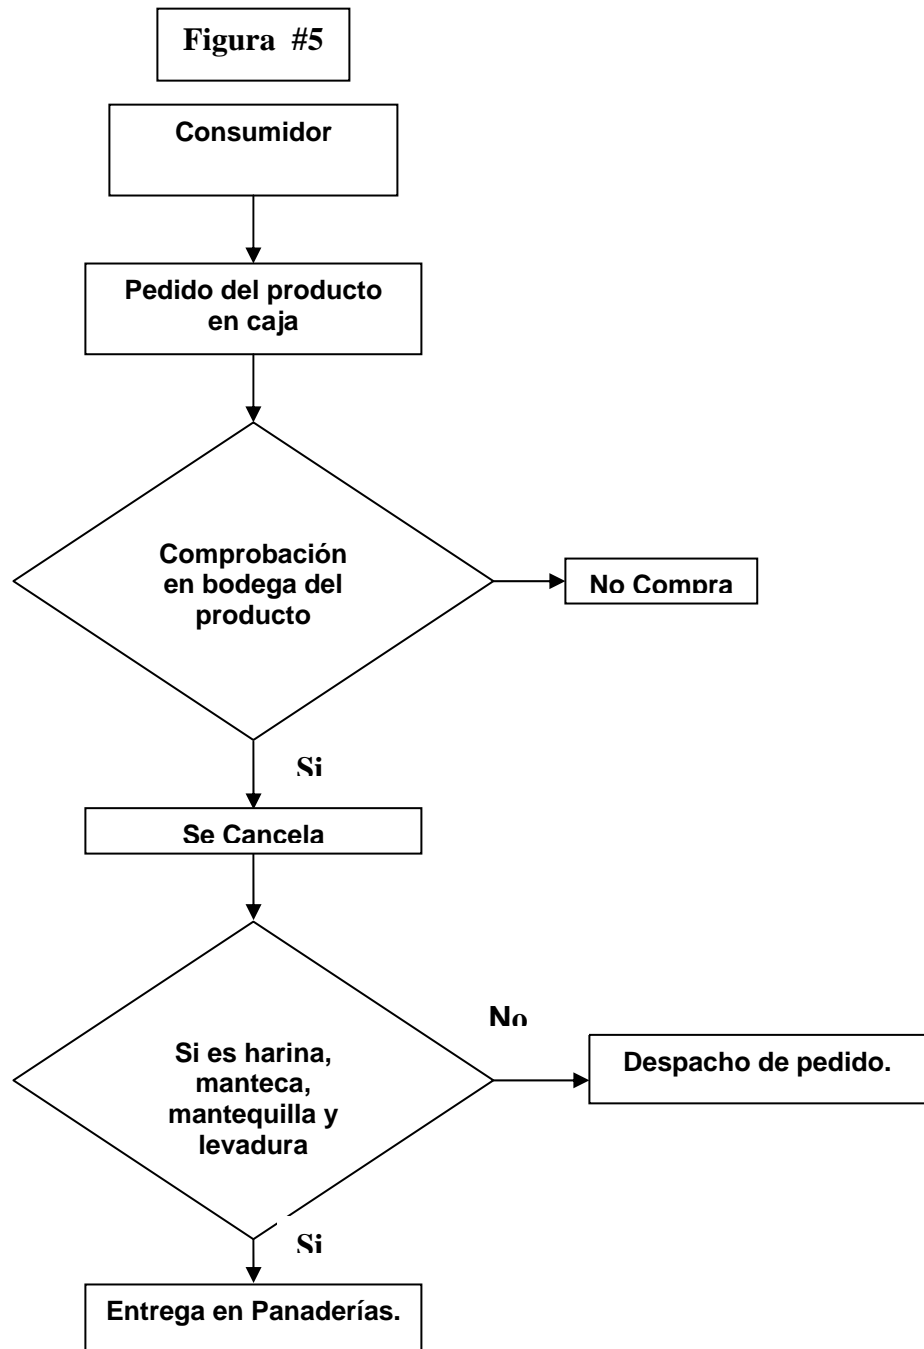 Figura #5
Consumidor
Pedido del producto
en caja
Comprobación
en bodega del
producto
No Compra
Si
Se Cancela
No
Si es harina,
manteca,
mantequilla y
levadura
Despacho de pedido.
Si
Entrega en Panaderías.